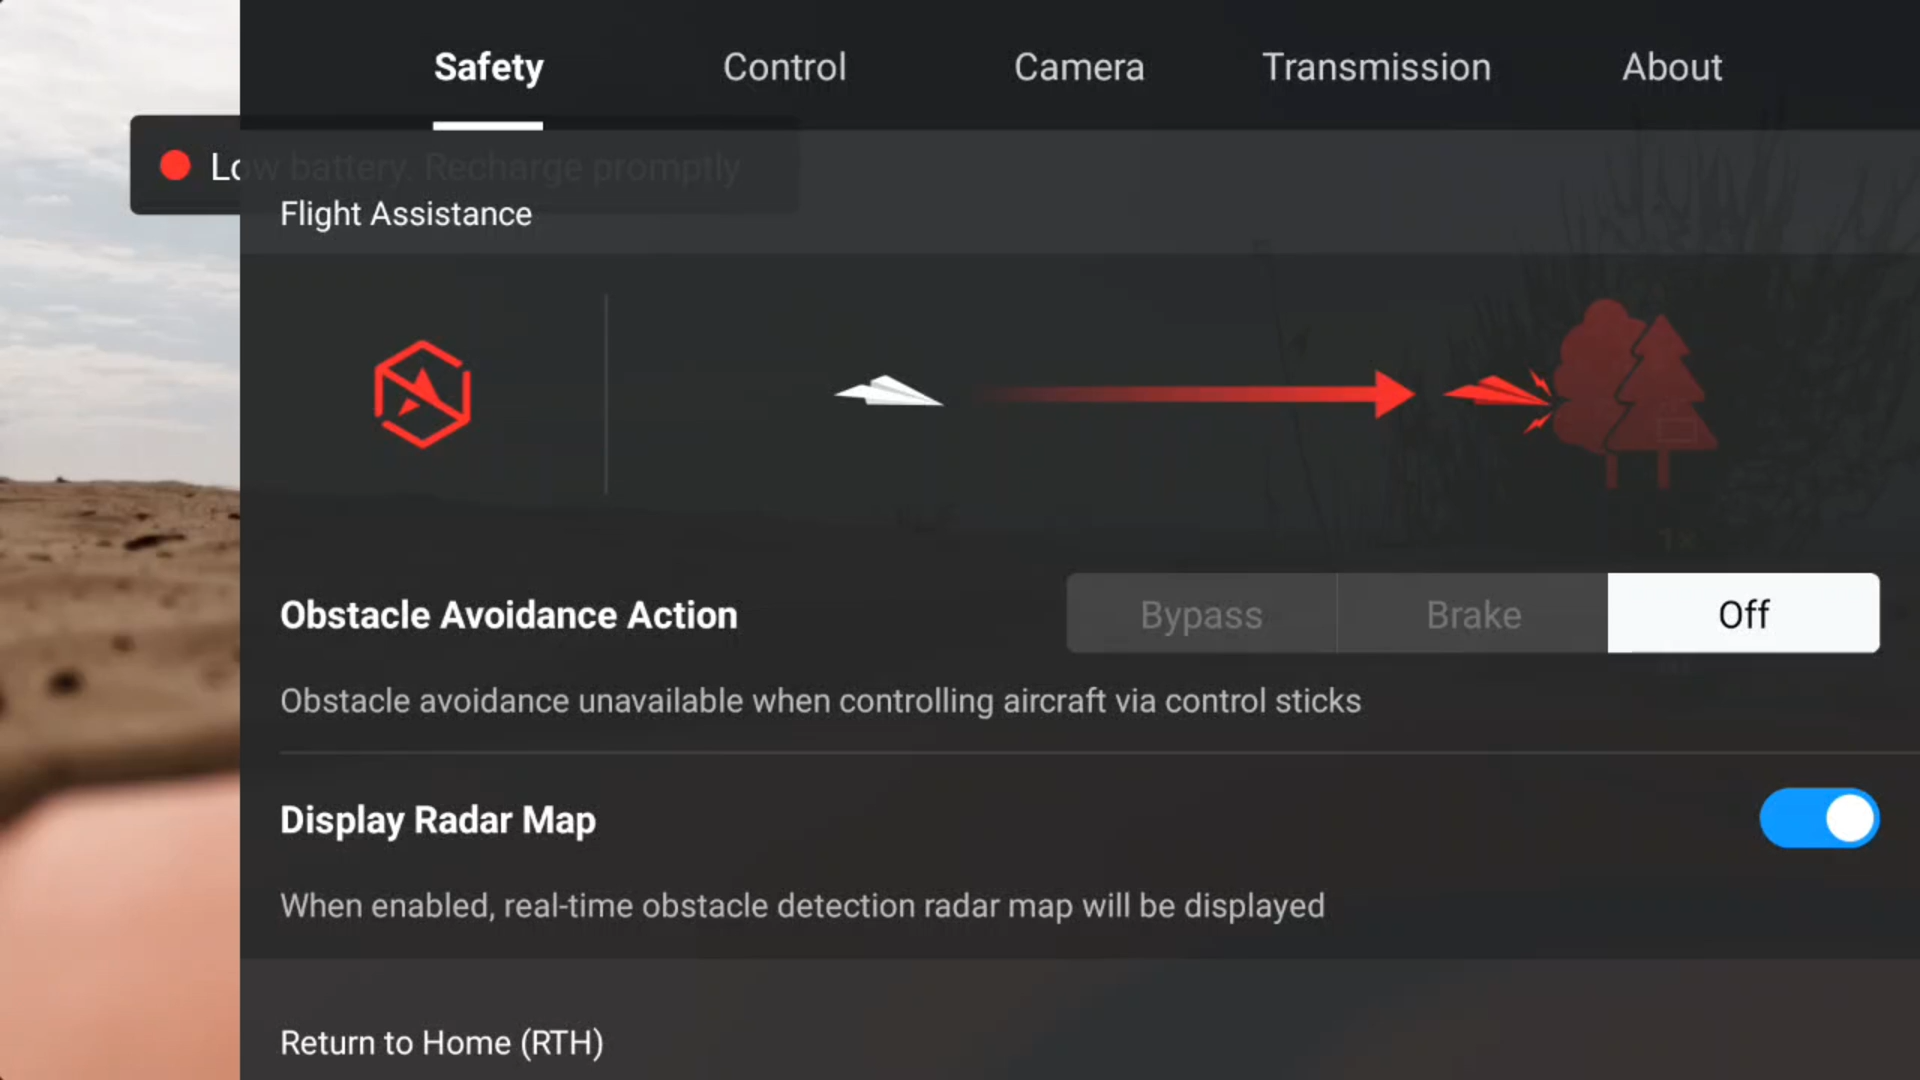 Safety Control Camera Transmission About
Low battery. Recharge promptly
Flight Assistance
Obstacle Avoidance Action
Bypass Brake Off
Obstacle avoidance unavailable when controlling aircraft via control sticks
Display Radar Map
When enabled, real-time obstacle detection radar map will be displayed
Return to Home (RTH)